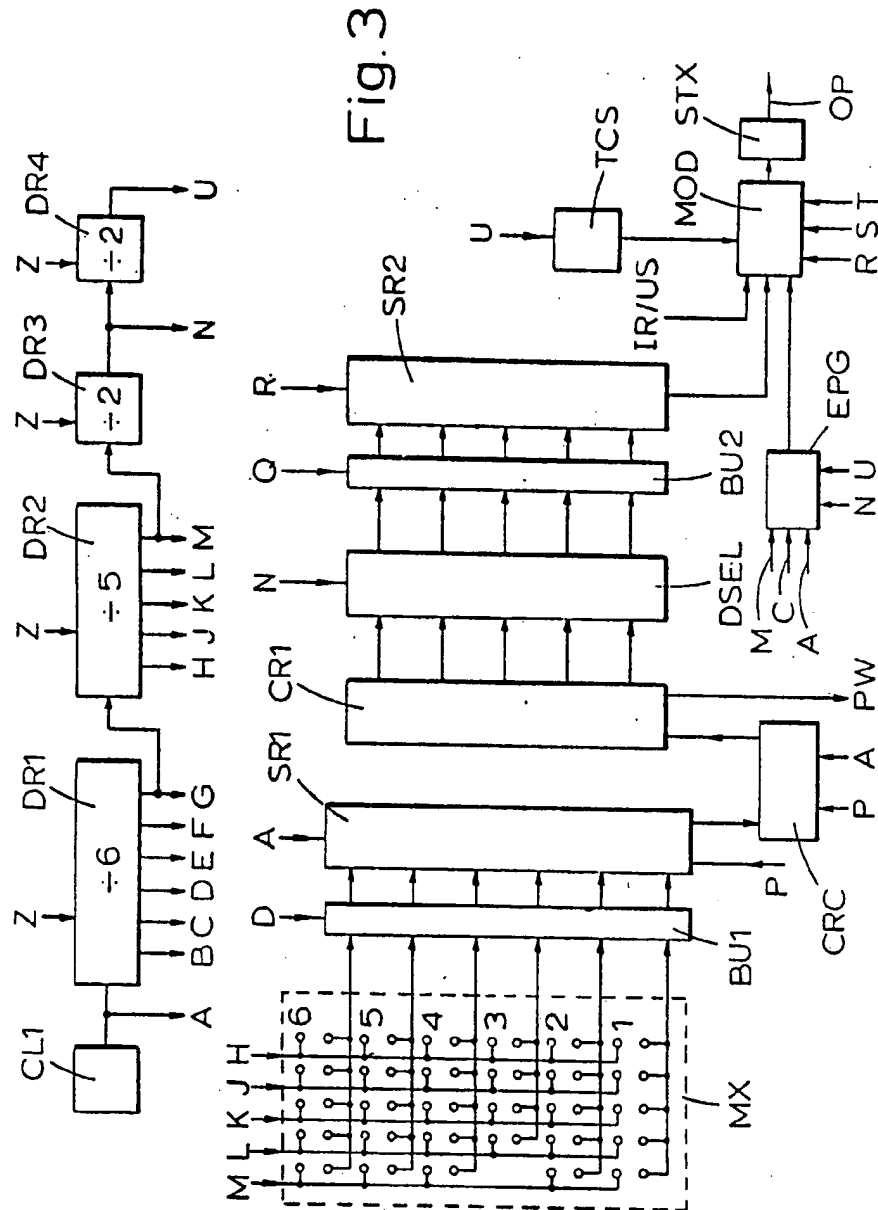 Fig. 3
CL1
A
DR1
÷6
Z
B C D E F G
DR2
÷5
Z
H J K L M
DR3
÷2
Z
N
DR4
÷2
Z
U
M L K J H
6
5
4
3
2
1
MX
D
BU1
A
SR1
P
CRC
P A
CR1
PW
N
DSEL
Q
BU2
R
SR2
IR/US
U
TCS
M
C
A
N U
EPG
MOD
R S T
STX
OP